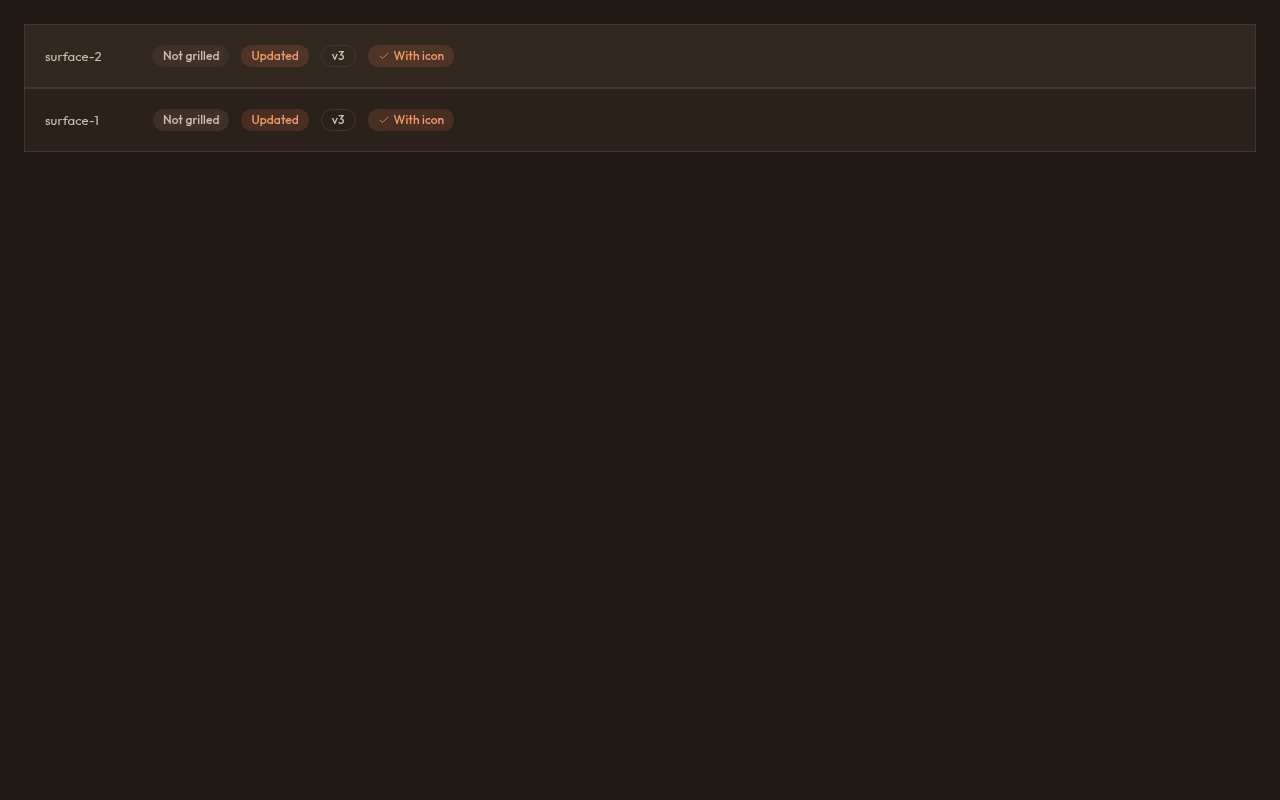 surface-2 Not grilled Updated v3 With icon
surface-1 Not grilled Updated v3 With icon